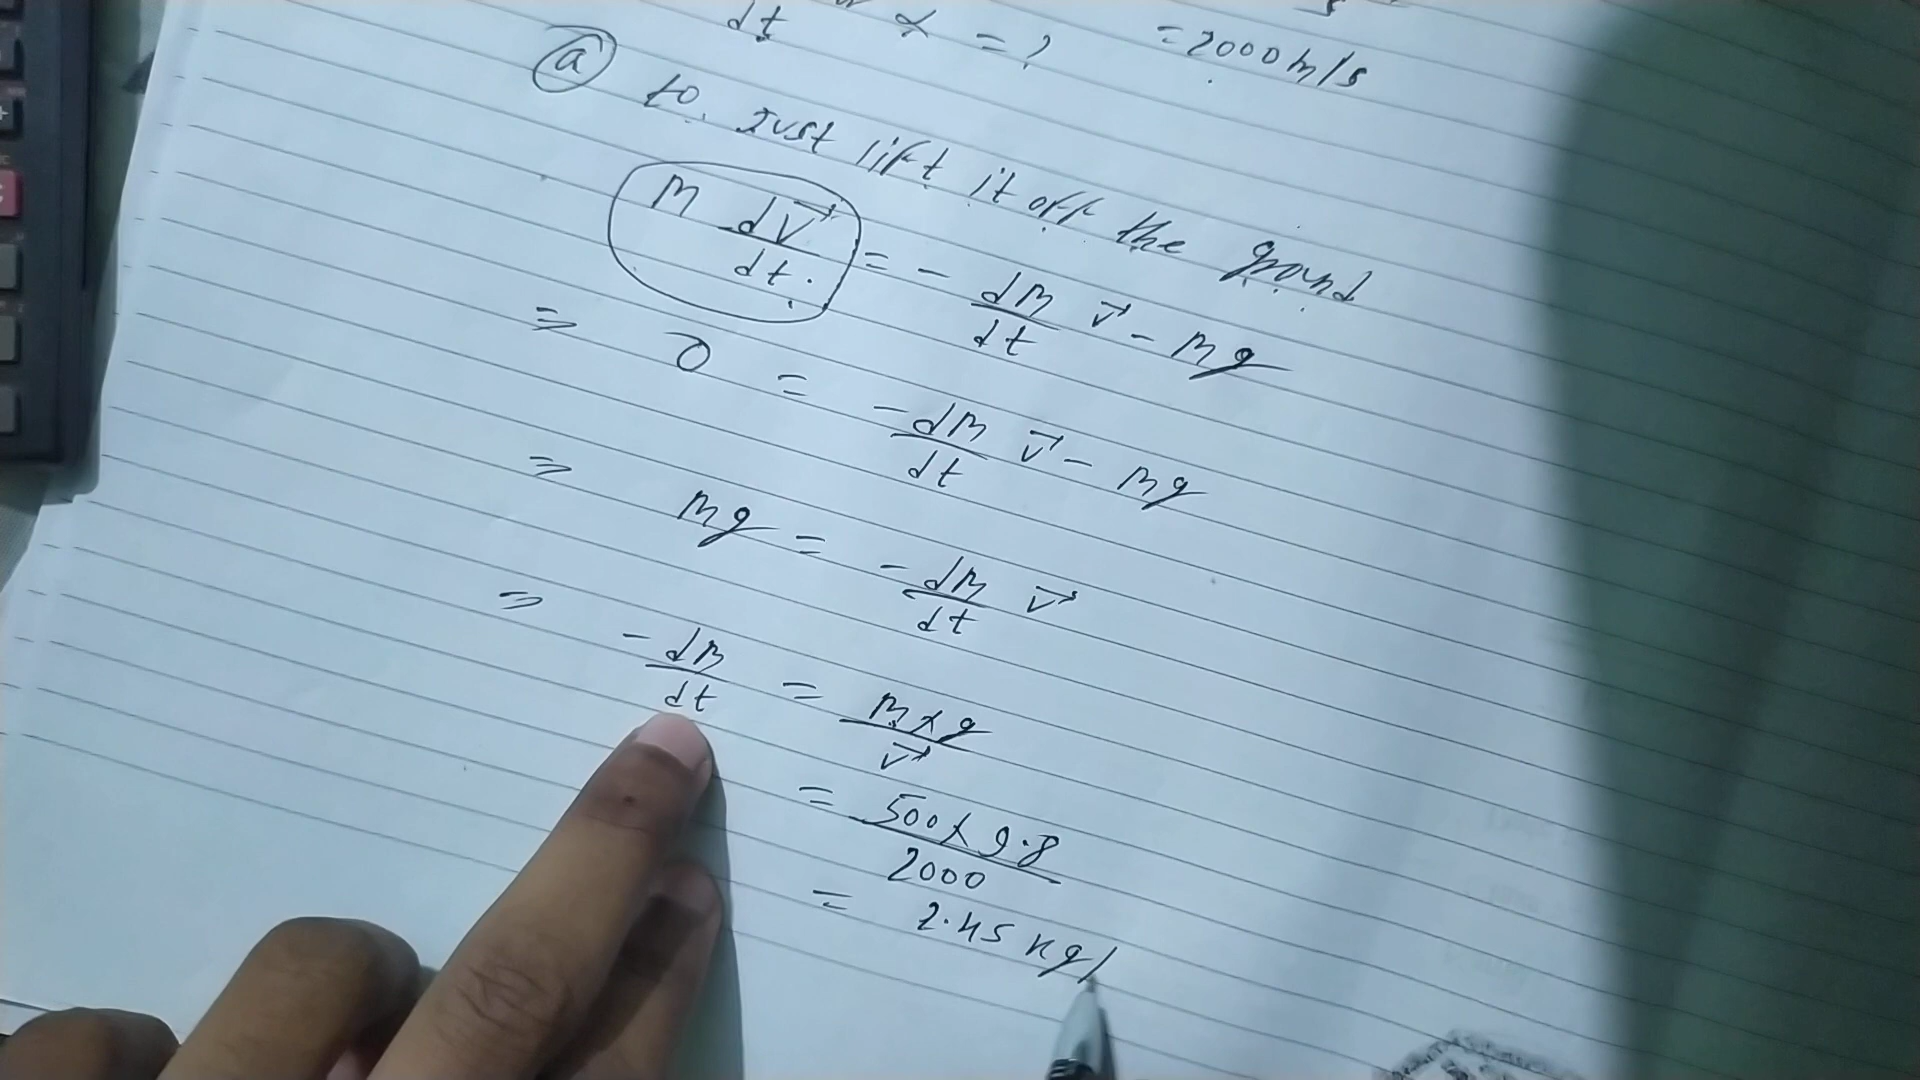 dt α = ?
= 2000 m/s
(a) to just lift it off the ground
M dv⃗/dt = - dM/dt v⃗ - mg
⇒ 0 = -dM/dt v⃗ - mg
⇒ mg = -dM/dt v⃗
⇒ -dM/dt = m×g/v⃗
= 500×9.8/2000
= 2.45 kg/